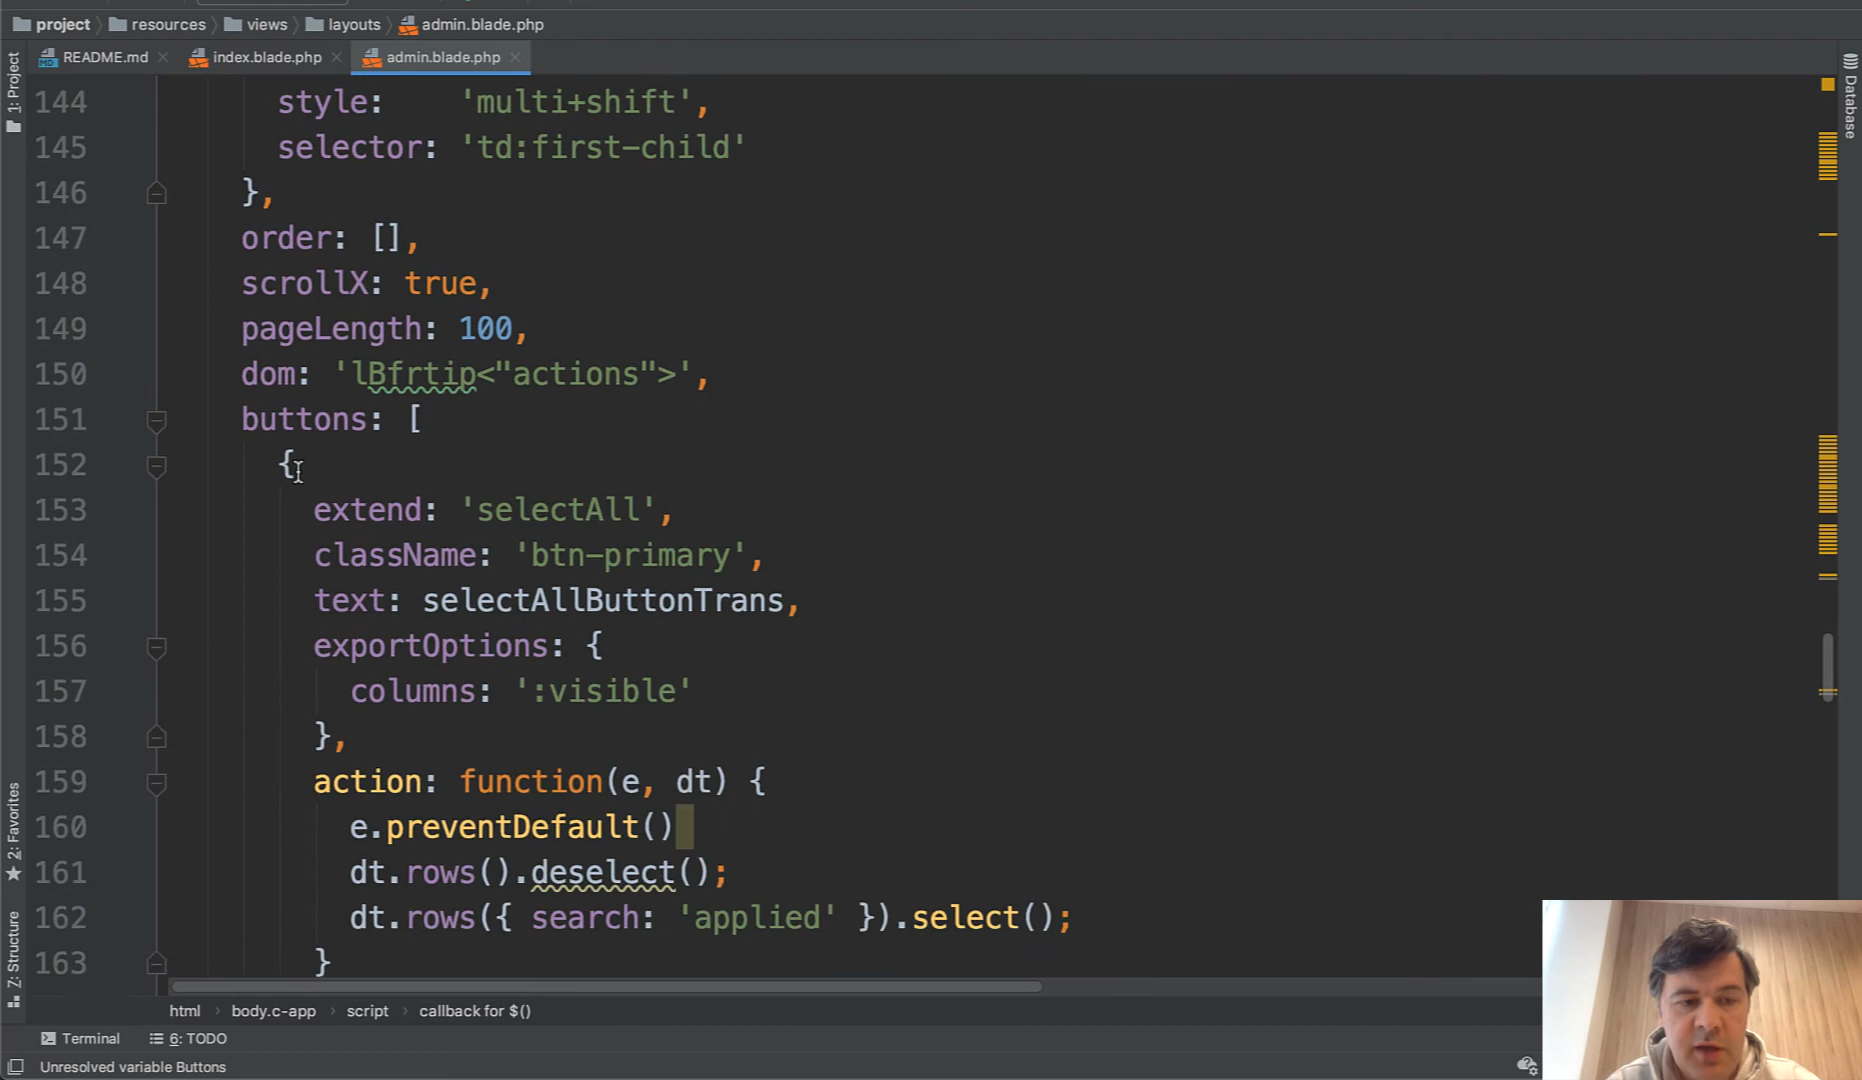 project resources views layouts admin.blade.php
README.md index.blade.php admin.blade.php
1: Project
Database
144 style: 'multi+shift',
145 selector: 'td:first-child'
146 },
147 order: [],
148 scrollX: true,
149 pageLength: 100,
150 dom: 'lBfrtip<"actions">',
151 buttons: [
152 {
153 extend: 'selectAll',
154 className: 'btn-primary',
155 text: selectAllButtonTrans,
156 exportOptions: {
157 columns: ':visible'
158 },
159 action: function(e, dt) {
160 e.preventDefault()
161 dt.rows().deselect();
162 dt.rows({ search: 'applied' }).select();
163 }
2: Favorites
Z: Structure
html › body.c-app › script › callback for $()
Terminal 6: TODO
Unresolved variable Buttons